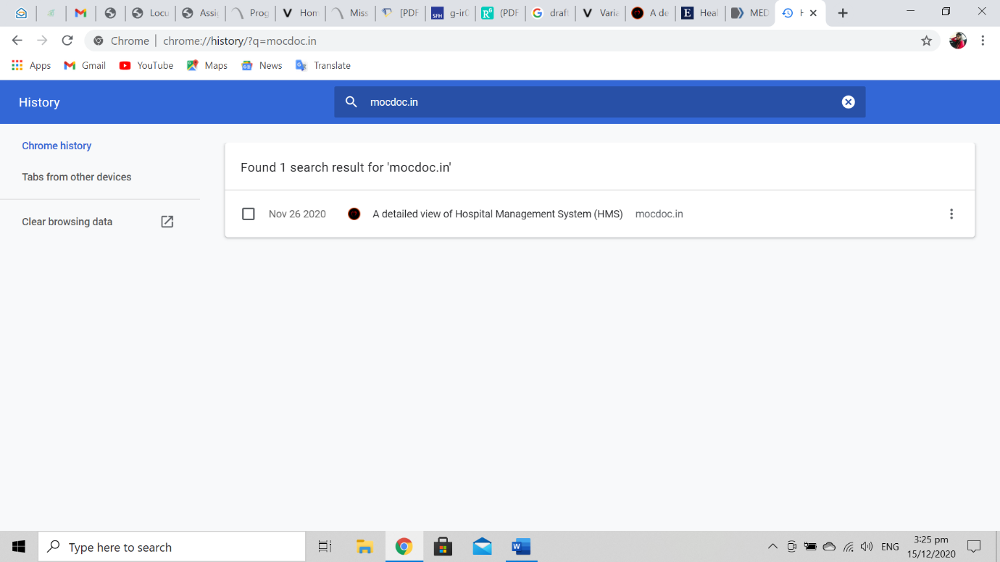 Locu
Assig
Prog
Hom
Miss
[PDF
SFH
g-ir0
R
(PDF
G
draft
Varia
A de
E
Heal
MED
H
Chrome | chrome://history/?q=mocdoc.in
Apps Gmail YouTube Maps News Translate
History
mocdoc.in
Chrome history
Tabs from other devices
Clear browsing data
Found 1 search result for 'mocdoc.in'
Nov 26 2020 A detailed view of Hospital Management System (HMS) mocdoc.in
Type here to search
ENG
3:25 pm
15/12/2020